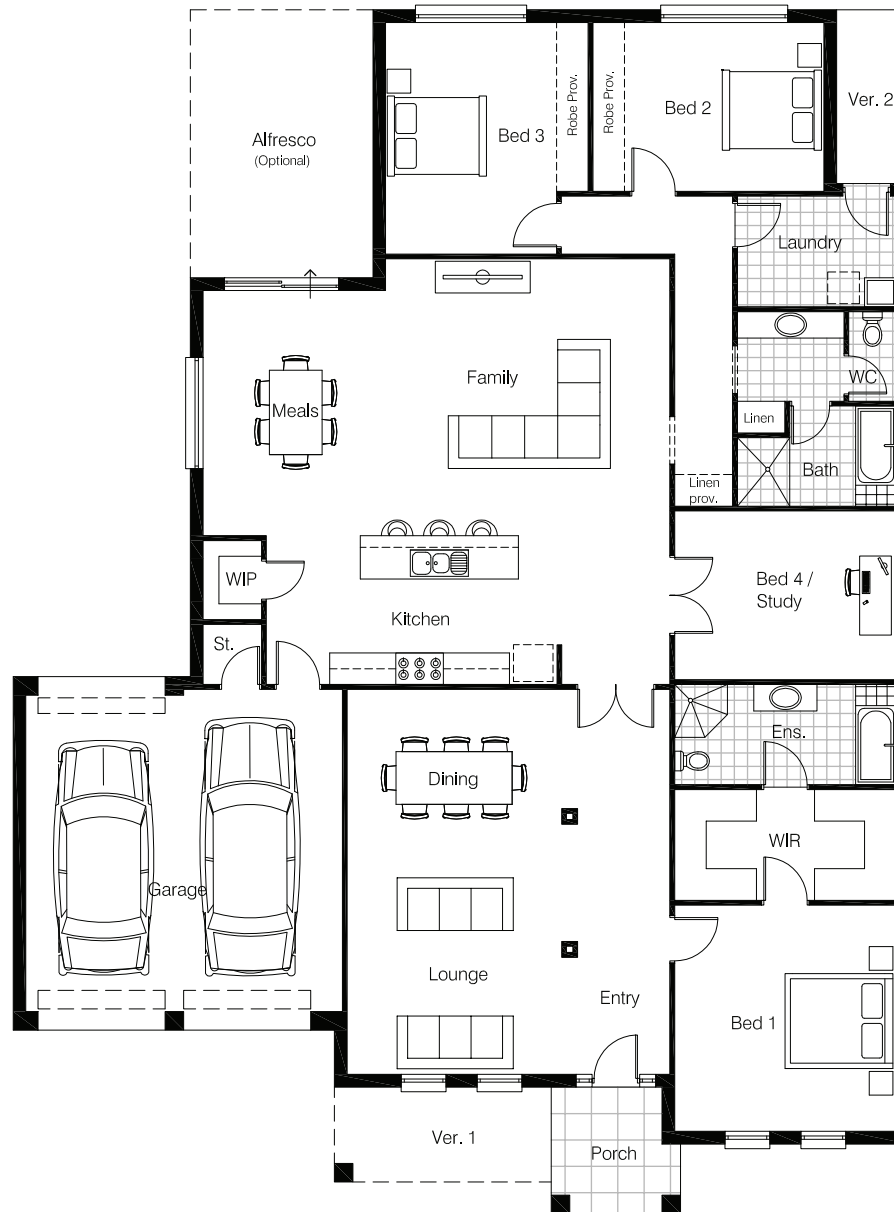 Alfresco
(Optional)
Bed 3
Robe Prov.
Robe Prov.
Bed 2
Ver. 2
Laundry
Family
Meals
WC
Linen
Bath
Linen
prov.
WIP
Bed 4 /
Study
Kitchen
St.
Ens.
Dining
WIR
Garage
Lounge
Entry
Bed 1
Ver. 1
Porch